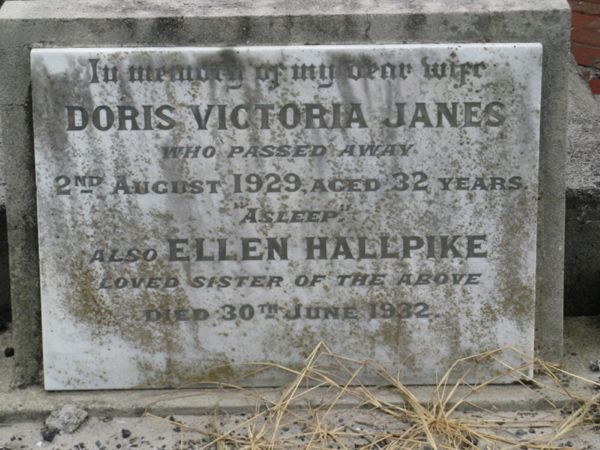 In memory of my dear wife
DORIS VICTORIA JANES
WHO PASSED AWAY
2ND AUGUST 1929, AGED 32 YEARS.
"ASLEEP."
ALSO ELLEN HALLPIKE
LOVED SISTER OF THE ABOVE
DIED 30TH JUNE 1932.